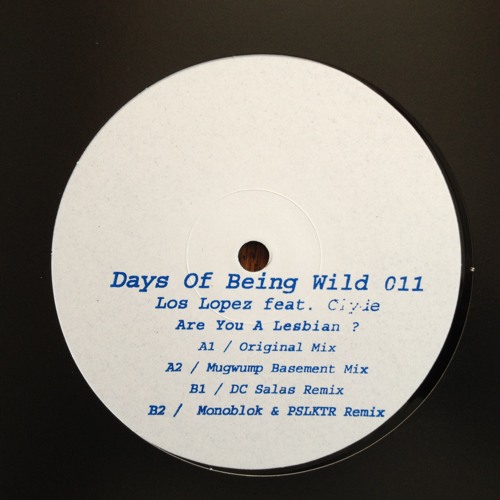 Days Of Being Wild 011
Los Lopez feat. Clyde
Are You A Lesbian ?
A1 / Original Mix
A2 / Mugwump Basement Mix
B1 / DC Salas Remix
B2 / Monoblok & PSLKTR Remix